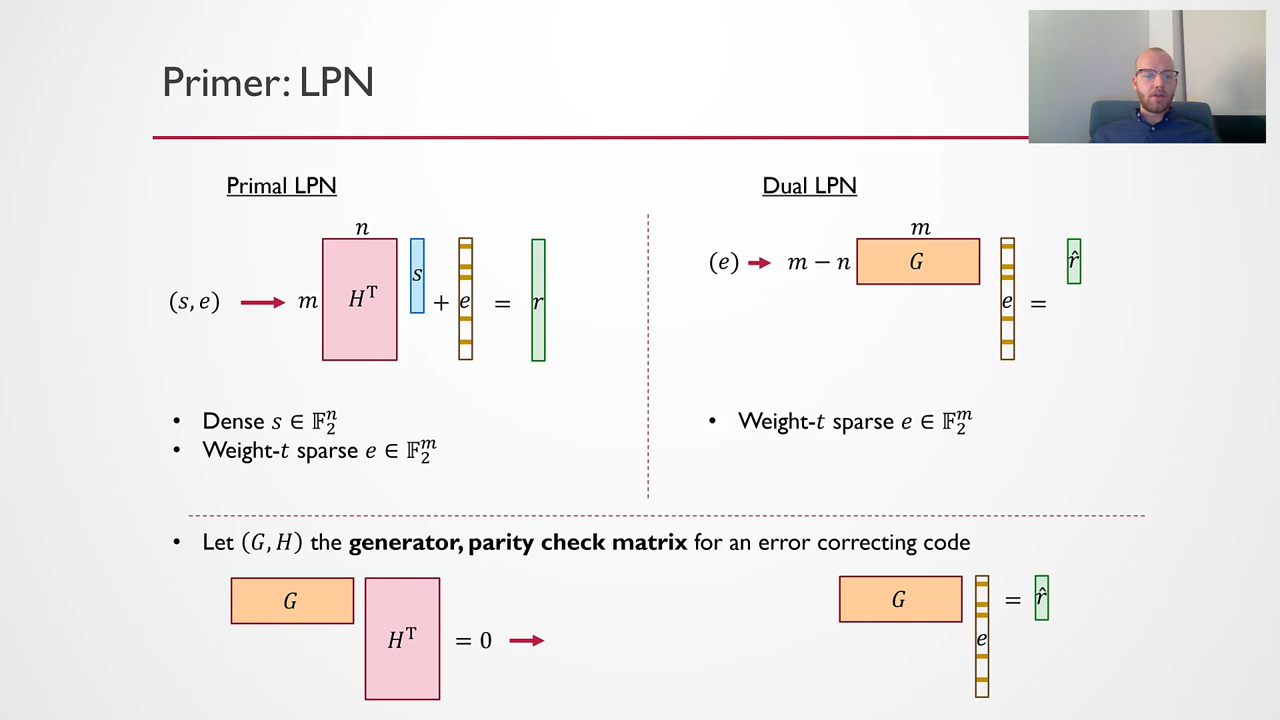 Primer: LPN
Primal LPN
n
(s, e) m Hᵀ s + e = r
• Dense s ∈ 𝔽₂ⁿ
• Weight-t sparse e ∈ 𝔽₂ᵐ
Dual LPN
m
(e) m − n G e = r̂
• Weight-t sparse e ∈ 𝔽₂ᵐ
• Let (G, H) the generator, parity check matrix for an error correcting code
G Hᵀ = 0
G e = r̂